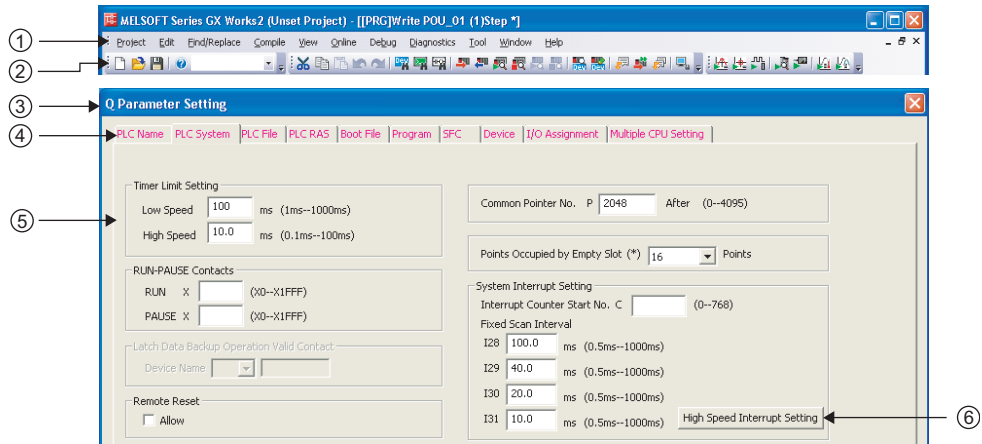 MELSOFT Series GX Works2 (Unset Project) - [[PRG]Write POU_01 (1)Step *]
① Project Edit Find/Replace Compile View Online Debug Diagnostics Tool Window Help
②
③ Q Parameter Setting
④ PLC Name PLC System PLC File PLC RAS Boot File Program SFC Device I/O Assignment Multiple CPU Setting
⑤
Timer Limit Setting
Low Speed 100 ms (1ms--1000ms)
High Speed 10.0 ms (0.1ms--100ms)
RUN-PAUSE Contacts
RUN X (X0--X1FFF)
PAUSE X (X0--X1FFF)
Latch Data Backup Operation Valid Contact
Device Name
Remote Reset
Allow
Common Pointer No. P 2048 After (0--4095)
Points Occupied by Empty Slot (*) 16 Points
System Interrupt Setting
Interrupt Counter Start No. C (0--768)
Fixed Scan Interval
I28 100.0 ms (0.5ms--1000ms)
I29 40.0 ms (0.5ms--1000ms)
I30 20.0 ms (0.5ms--1000ms)
I31 10.0 ms (0.5ms--1000ms) High Speed Interrupt Setting ⑥